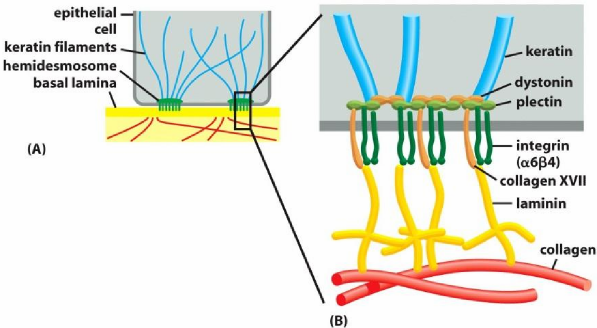 epithelial
cell
keratin filaments
hemidesmosome
basal lamina
(A)
keratin
dystonin
plectin
integrin
(α6β4)
collagen XVII
laminin
collagen
(B)